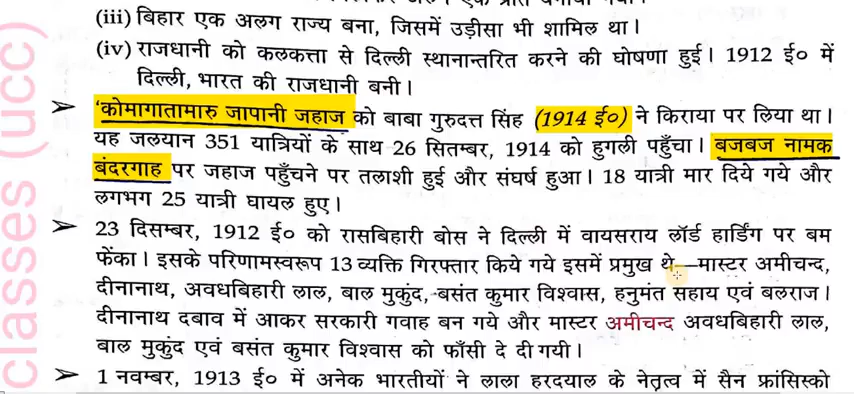 (iii) बिहार एक अलग राज्य बना, जिसमें उड़ीसा भी शामिल था।
(iv) राजधानी को कलकत्ता से दिल्ली स्थानान्तरित करने की घोषणा हुई। 1912 ई० में
दिल्ली, भारत की राजधानी बनी।
➤ 'कोमागातामारु जापानी जहाज को बाबा गुरुदत्त सिंह (1914 ई०) ने किराया पर लिया था।
यह जलयान 351 यात्रियों के साथ 26 सितम्बर, 1914 को हुगली पहुँचा। बजबज नामक
बंदरगाह पर जहाज पहुँचने पर तलाशी हुई और संघर्ष हुआ। 18 यात्री मार दिये गये और
लगभग 25 यात्री घायल हुए।
➤ 23 दिसम्बर, 1912 ई० को रासबिहारी बोस ने दिल्ली में वायसराय लॉर्ड हार्डिंग पर बम
फेंका। इसके परिणामस्वरूप 13 व्यक्ति गिरफ्तार किये गये इसमें प्रमुख थे—मास्टर अमीचन्द,
दीनानाथ, अवधबिहारी लाल, बाल मुकुंद, बसंत कुमार विश्वास, हनुमंत सहाय एवं बलराज।
दीनानाथ दबाव में आकर सरकारी गवाह बन गये और मास्टर अमीचन्द अवधबिहारी लाल,
बाल मुकुंद एवं बसंत कुमार विश्वास को फाँसी दे दी गयी।
➤ 1 नवम्बर, 1913 ई० में अनेक भारतीयों ने लाला हरदयाल के नेतृत्व में सैन फ्रांसिस्को
classes (ucc)